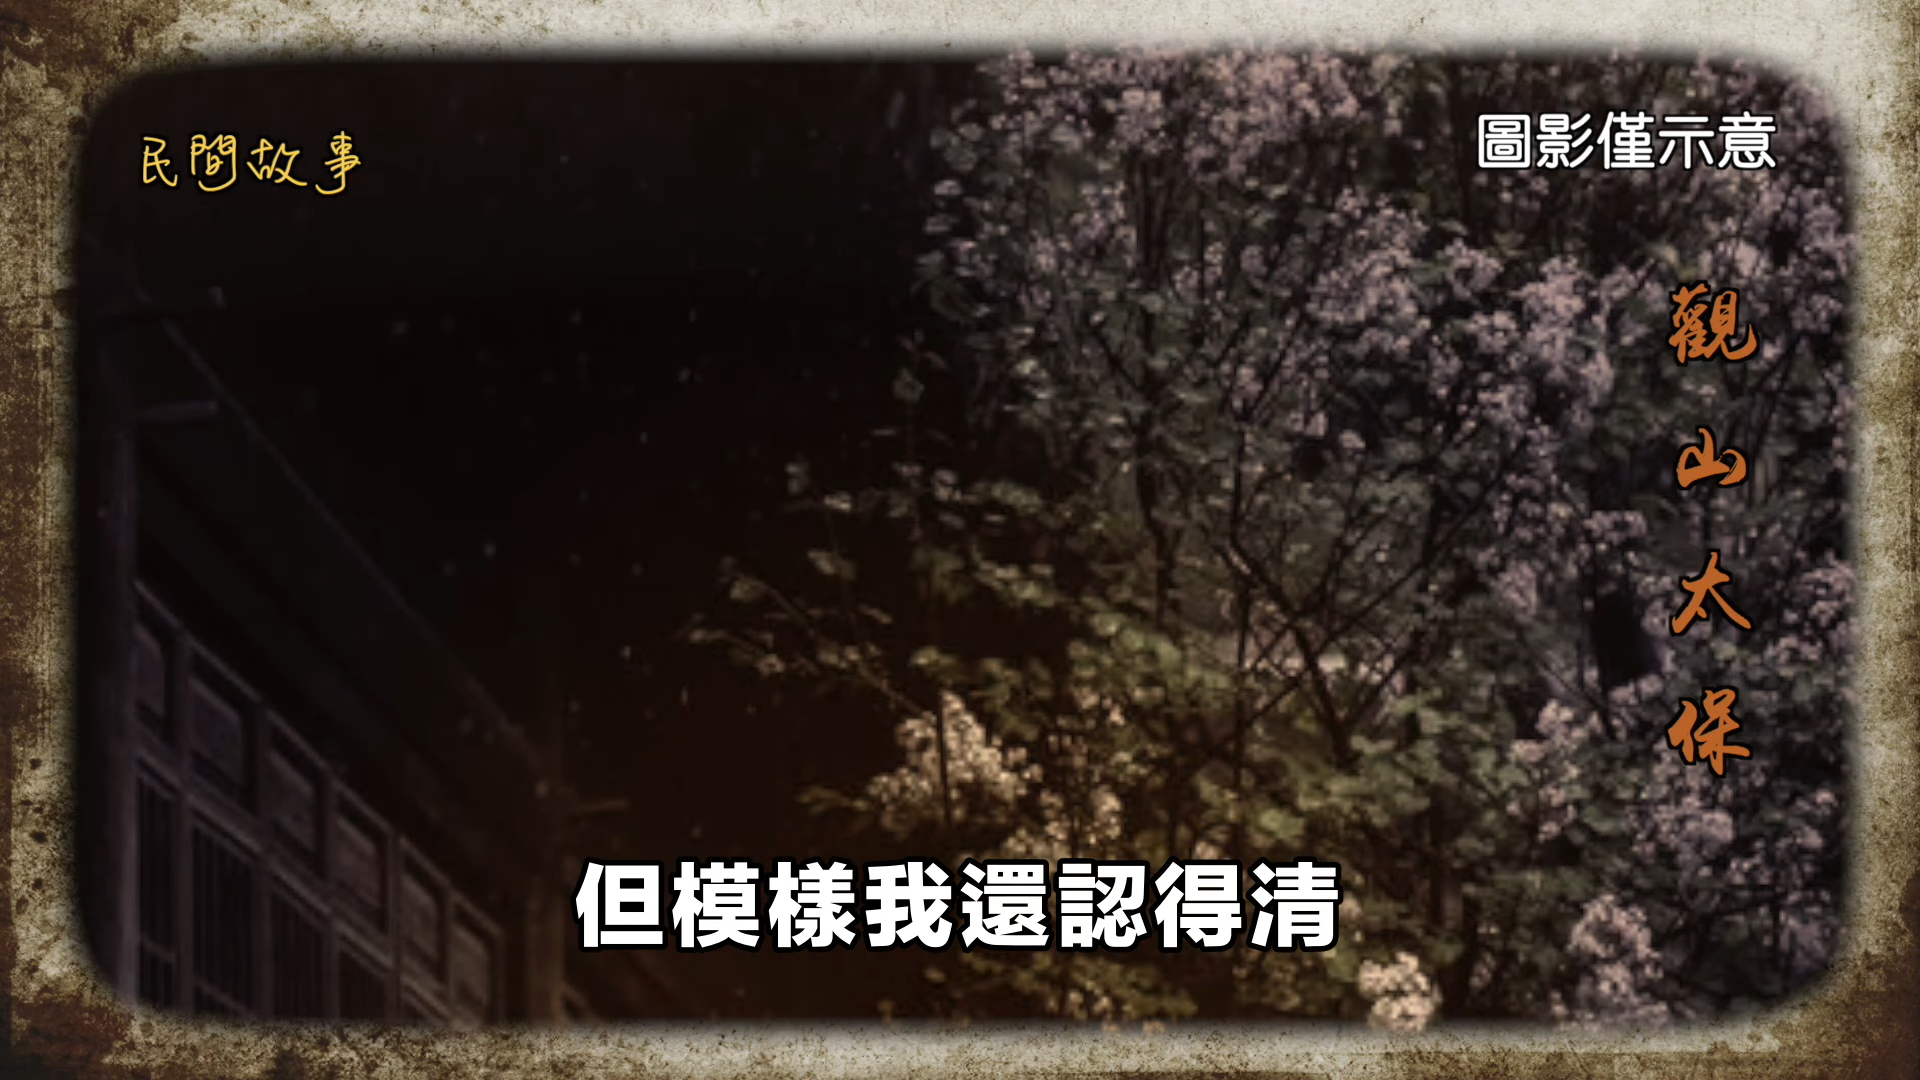 民間故事
圖影僅示意
觀山太保
但模樣我還認得清